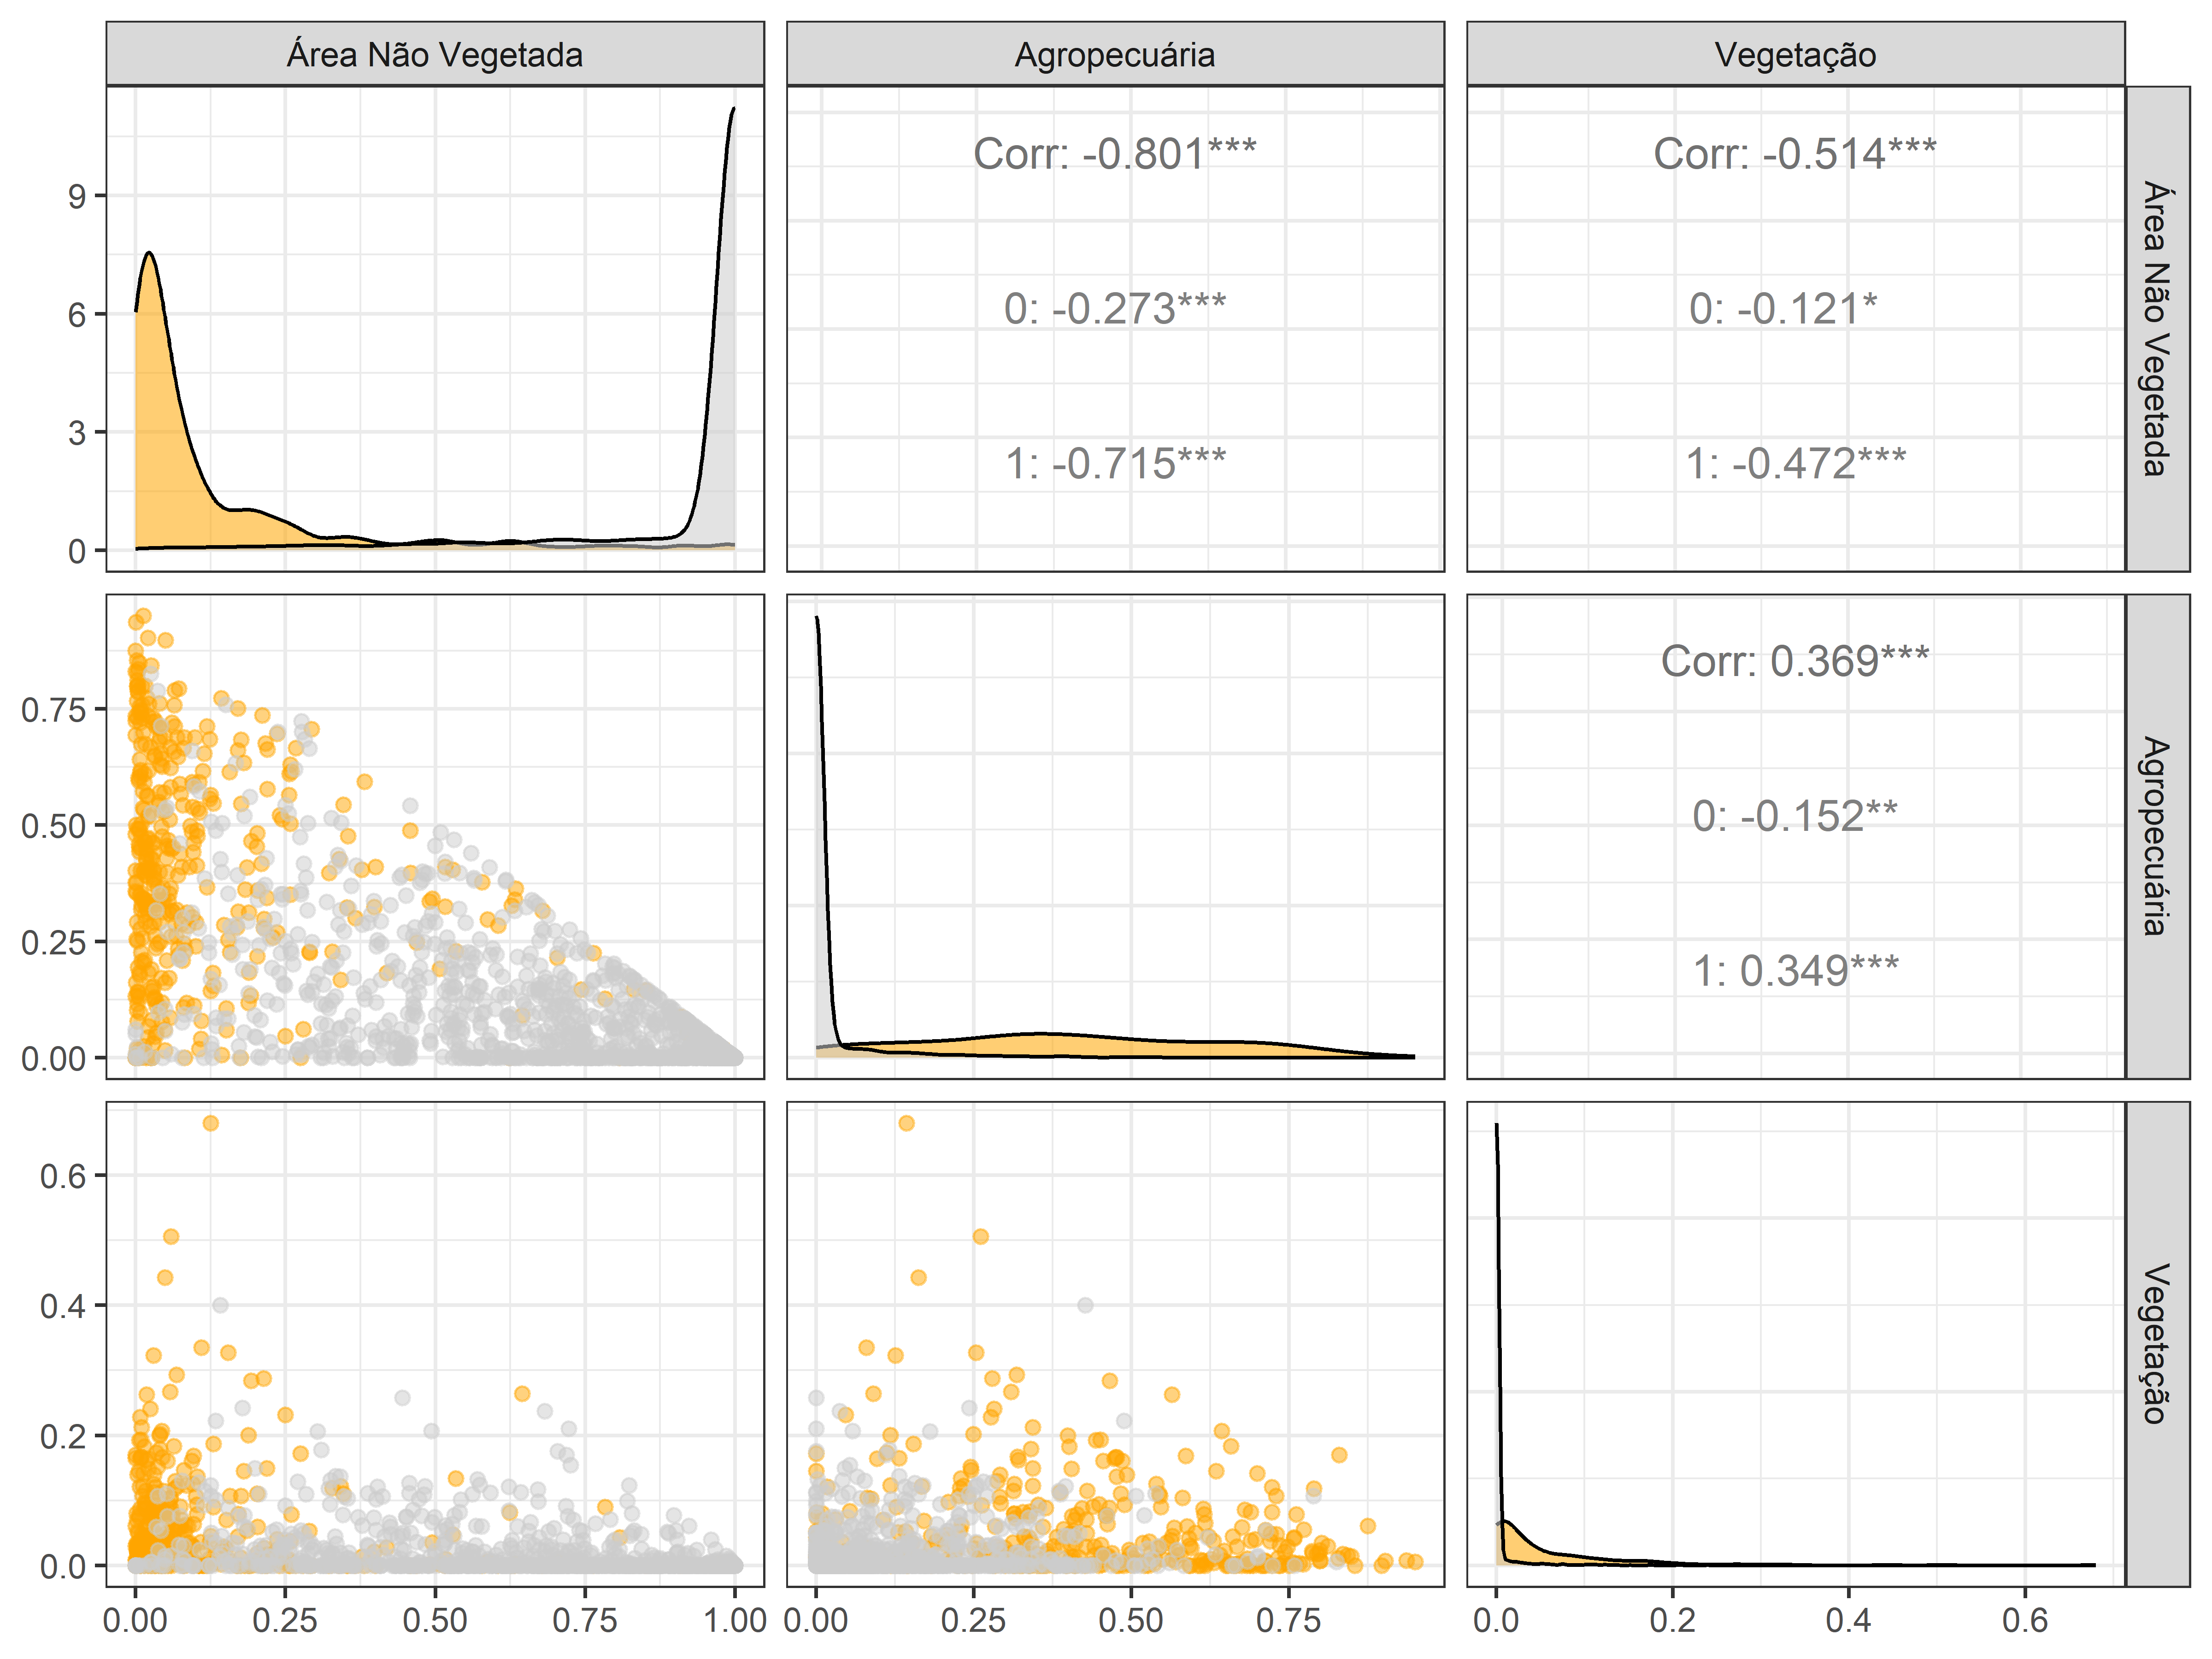 Área Não Vegetada
Agropecuária
Vegetação
9
6
3
0
Corr: -0.801***
0: -0.273***
1: -0.715***
Corr: -0.514***
0: -0.121*
1: -0.472***
Área Não Vegetada
0.75
0.50
0.25
0.00
Corr: 0.369***
0: -0.152**
1: 0.349***
Agropecuária
0.6
0.4
0.2
0.0
Vegetação
0.00 0.25 0.50 0.75 1.00
0.00 0.25 0.50 0.75
0.0 0.2 0.4 0.6